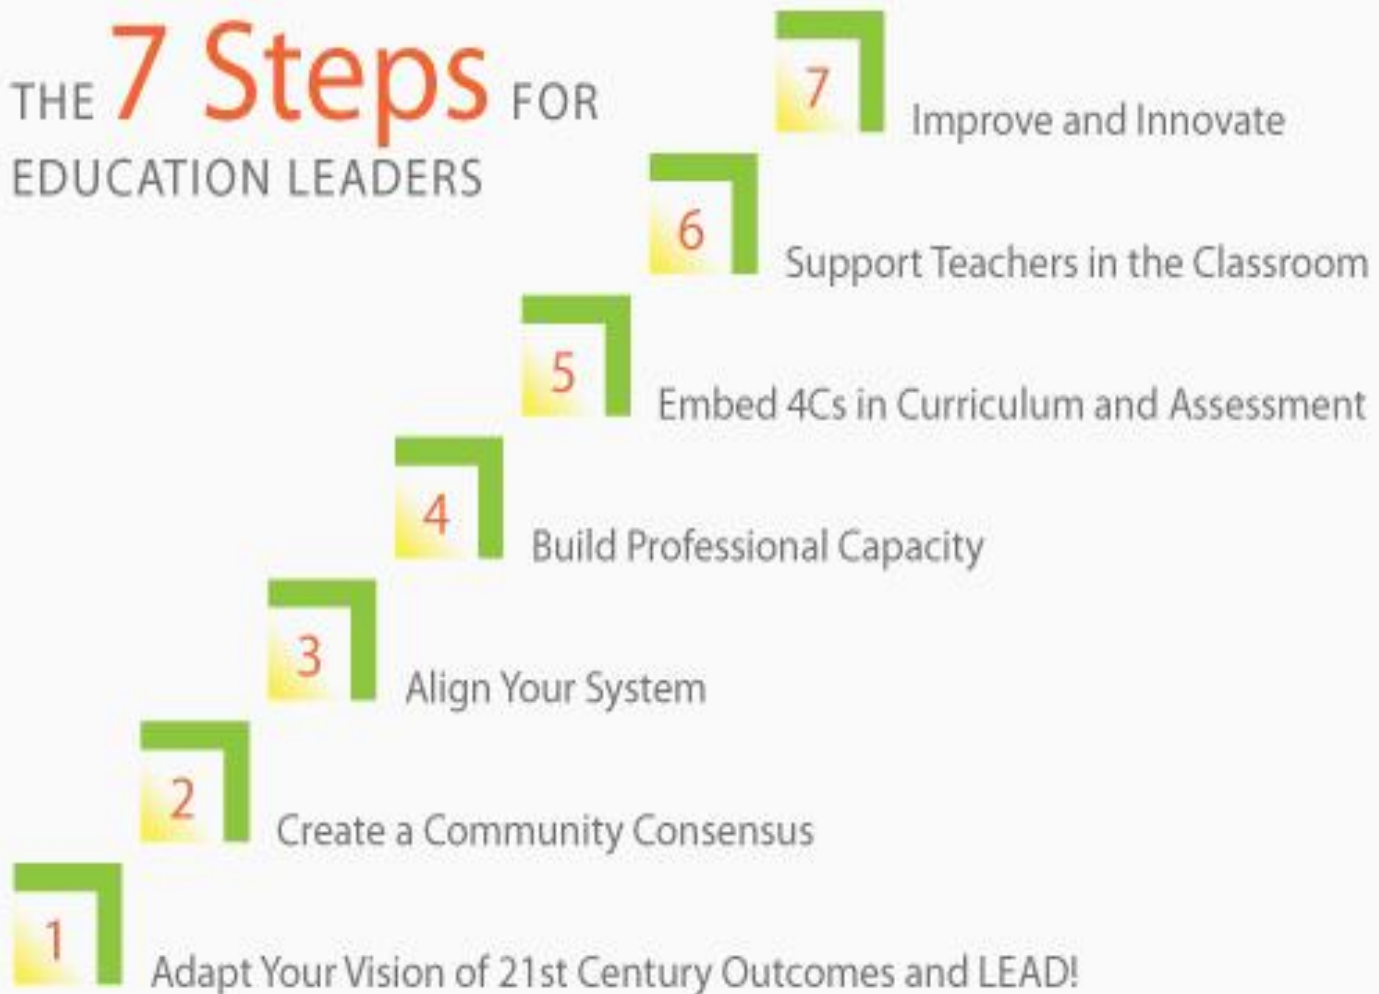 THE 7 Steps FOR
EDUCATION LEADERS
7
Improve and Innovate
6
Support Teachers in the Classroom
5
Embed 4Cs in Curriculum and Assessment
4
Build Professional Capacity
3
Align Your System
2
Create a Community Consensus
1
Adapt Your Vision of 21st Century Outcomes and LEAD!